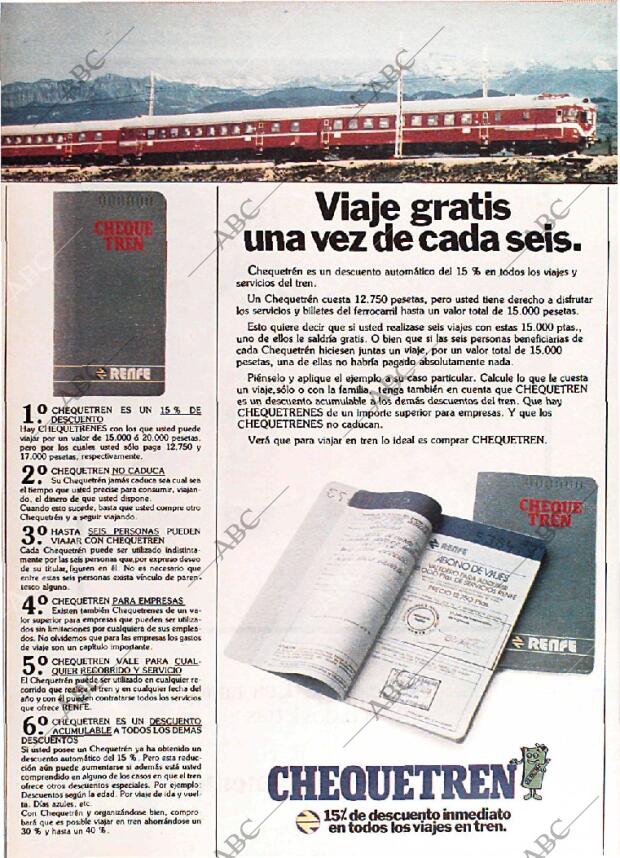 Viaje gratis
una vez de cada seis.
Chequetrén es un descuento automático del 15 % en todos los viajes y
servicios del tren.
Un Chequetrén cuesta 12.750 pesetas, pero usted tiene derecho a disfrutar
los servicios y billetes del ferrocarril hasta un valor total de 15.000 pesetas.
Esto quiere decir que si usted realizase seis viajes con estas 15.000 ptas.,
uno de ellos le saldría gratis. O bien que si las seis personas beneficiarias de
cada Chequetrén hiciesen juntas un viaje, por un valor total de 15.000
pesetas, una de ellas no habría pagado absolutamente nada.
Piénselo y aplique el ejemplo a su caso particular. Calcule lo que le cuesta
un viaje, sólo o con la familia. Tenga también en cuenta que CHEQUETREN
es un descuento acumulable a los demás descuentos del tren. Que hay
CHEQUETRENES de un importe superior para empresas. Y que los
CHEQUETRENES no caducan.
Verá que para viajar en tren lo ideal es comprar CHEQUETREN.
CHEQUE
TREN
RENFE
1.º CHEQUETREN ES UN 15 % DE
DESCUENTO
Hay CHEQUETRENES con los que usted puede
viajar por un valor de 15.000 ó 20.000 pesetas,
pero por los cuales usted sólo paga 12.750 y
17.000 pesetas, respectivamente.
2.º CHEQUETREN NO CADUCA
Su Chequetrén jamás caduca sea cual sea
el tiempo que usted precise para consumir, viajan-
do, el dinero de que usted dispone.
Cuando esto suceda, basta que usted compre otro
Chequetrén y a seguir viajando.
3.º HASTA SEIS PERSONAS PUEDEN
VIAJAR CON CHEQUETREN
Cada Chequetrén puede ser utilizado indistinta-
mente por las seis personas que, por expreso deseo
de su titular, figuren en él. No es necesario que
entre estas seis personas exista vínculo de paren-
tesco alguno.
4.º CHEQUETREN PARA EMPRESAS
Existen también Chequetrenes de un va-
lor superior para empresas que pueden ser utiliza-
dos sin limitaciones por cualquiera de sus emplea-
dos. No olvidemos que para las empresas los gastos
de viaje son un capítulo importante.
5.º CHEQUETREN VALE PARA CUAL-
QUIER RECORRIDO Y SERVICIO
El Chequetrén puede ser utilizado en cualquier re-
corrido que realice el tren y en cualquier fecha del
año y con él pueden contratarse todos los servicios
que ofrece RENFE.
6.º CHEQUETREN ES UN DESCUENTO
ACUMULABLE A TODOS LOS DEMAS
DESCUENTOS
Si usted posee un Chequetrén ya ha obtenido un
descuento automático del 15 %. Pero esta reduc-
ción aún puede aumentarse si además está usted
comprendido en alguno de los casos en que el tren
ofrece otros descuentos especiales. Por ejemplo:
Descuentos según la edad. Por viaje de ida y vuel-
ta. Días azules, etc.
Con Chequetrén y organizándose bien, compro-
bará que es posible viajar en tren ahorrándose un
30 % y hasta un 40 %.
RENFE
ABONO DE VIAJES
VALEDERO PARA ADQUIRIR
DE SERVICIOS RENFE
PRECIO 12.750 Ptas.
CHEQUE
TREN
RENFE
CHEQUETREN
15% de descuento inmediato
en todos los viajes en tren.